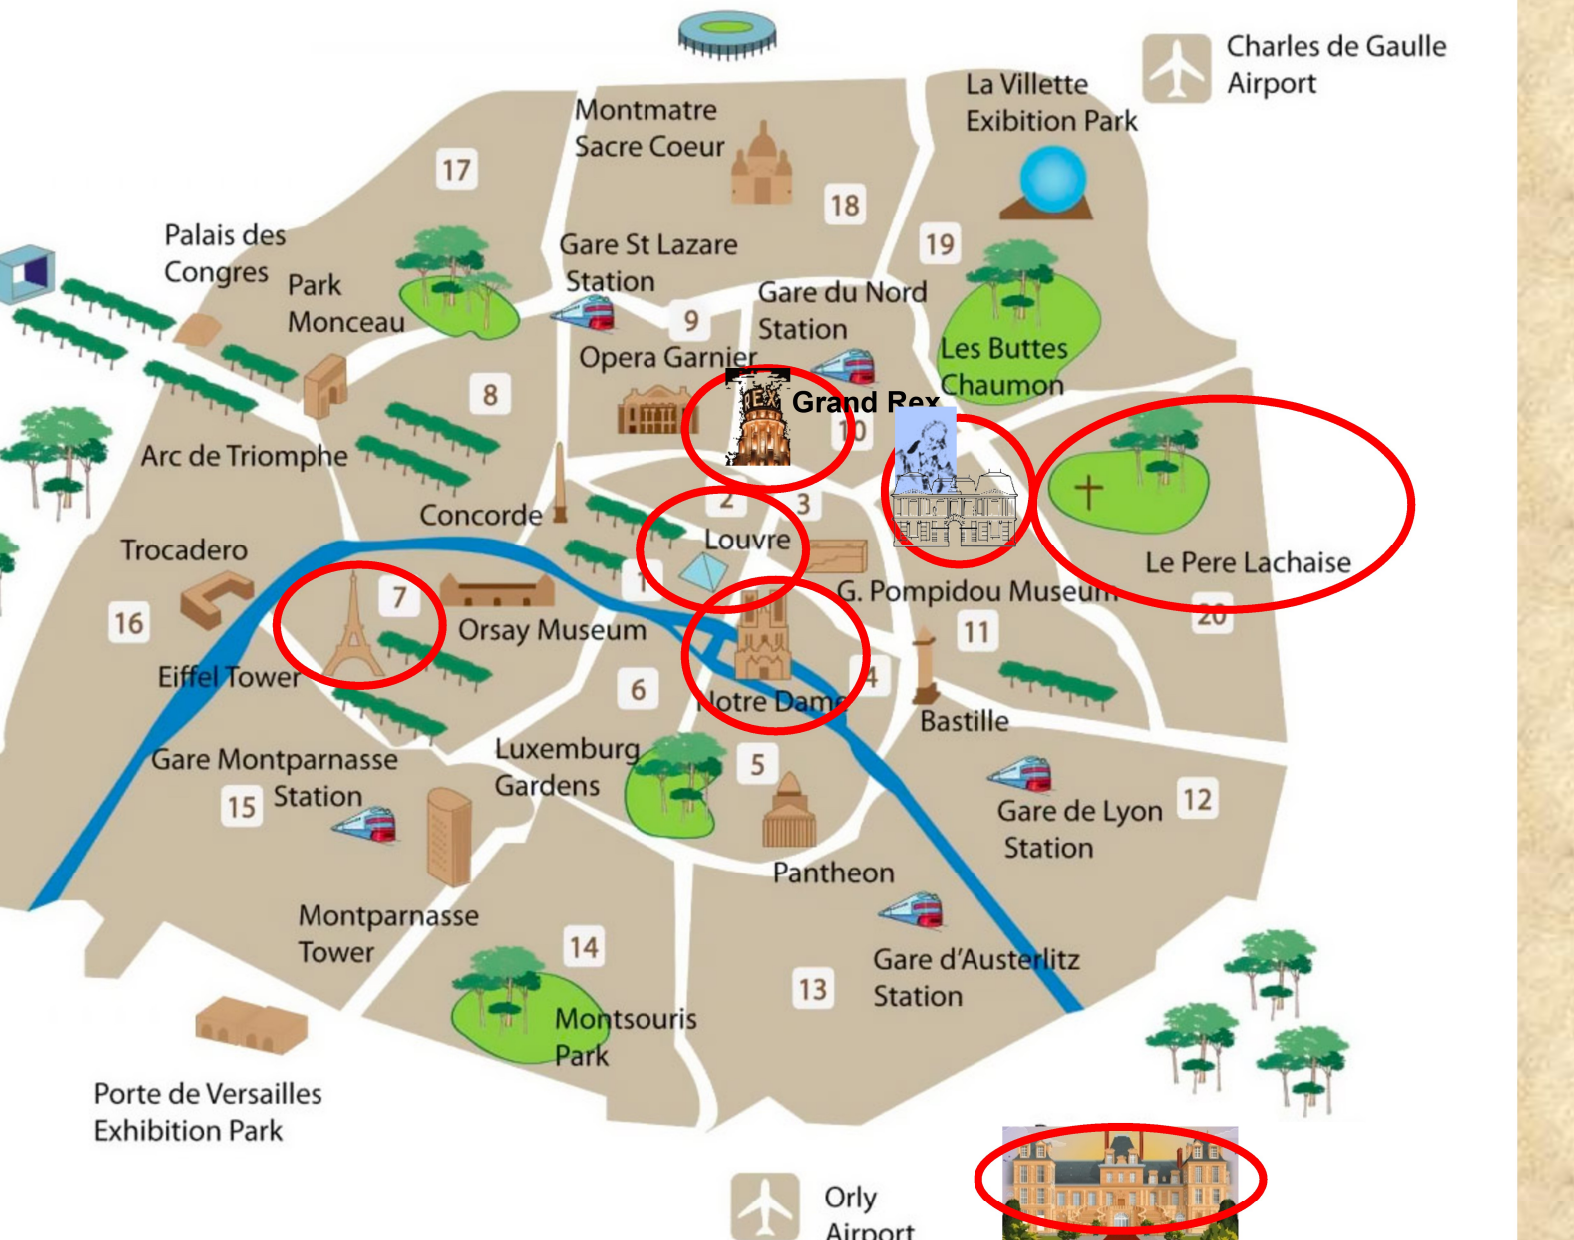 Charles de Gaulle
Airport
La Villette
Exibition Park
Montmatre
Sacre Coeur
17
18
19
Palais des
Congres
Park
Monceau
Gare St Lazare
Station
9
Gare du Nord
Station
Opera Garnier
Les Buttes
Chaumon
8
REX
Grand Rex
10
Arc de Triomphe
Concorde
2
3
Louvre
Trocadero
Le Pere Lachaise
1
7
G. Pompidou Museum
16
Orsay Museum
11
20
Eiffel Tower
6
4
Notre Dame
Bastille
Gare Montparnasse
Station
15
Luxemburg
Gardens
5
12
Gare de Lyon
Station
Pantheon
Montparnasse
Tower
14
13
Gare d'Austerlitz
Station
Montsouris
Park
Porte de Versailles
Exhibition Park
Orly
Airport